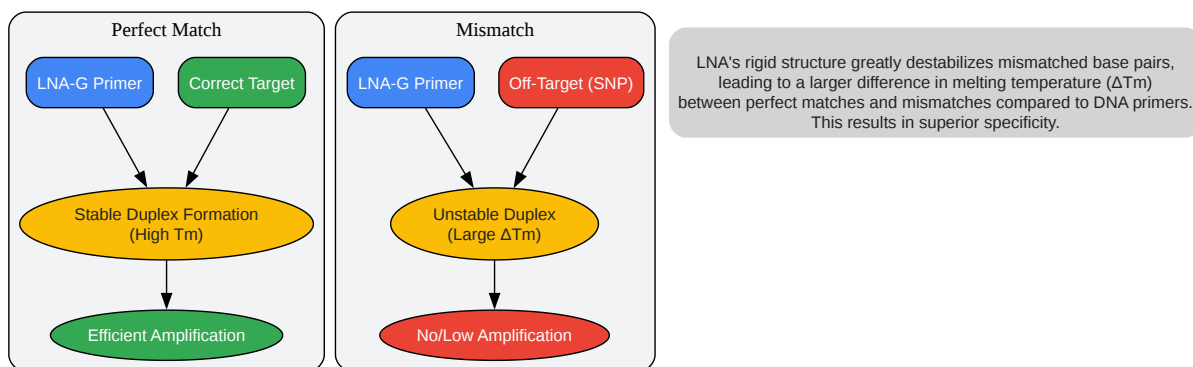 Perfect Match
LNA-G Primer
Correct Target
Stable Duplex Formation
(High Tm)
Efficient Amplification
Mismatch
LNA-G Primer
Off-Target (SNP)
Unstable Duplex
(Large ΔTm)
No/Low Amplification
LNA's rigid structure greatly destabilizes mismatched base pairs,
leading to a larger difference in melting temperature (ΔTm)
between perfect matches and mismatches compared to DNA primers.
This results in superior specificity.